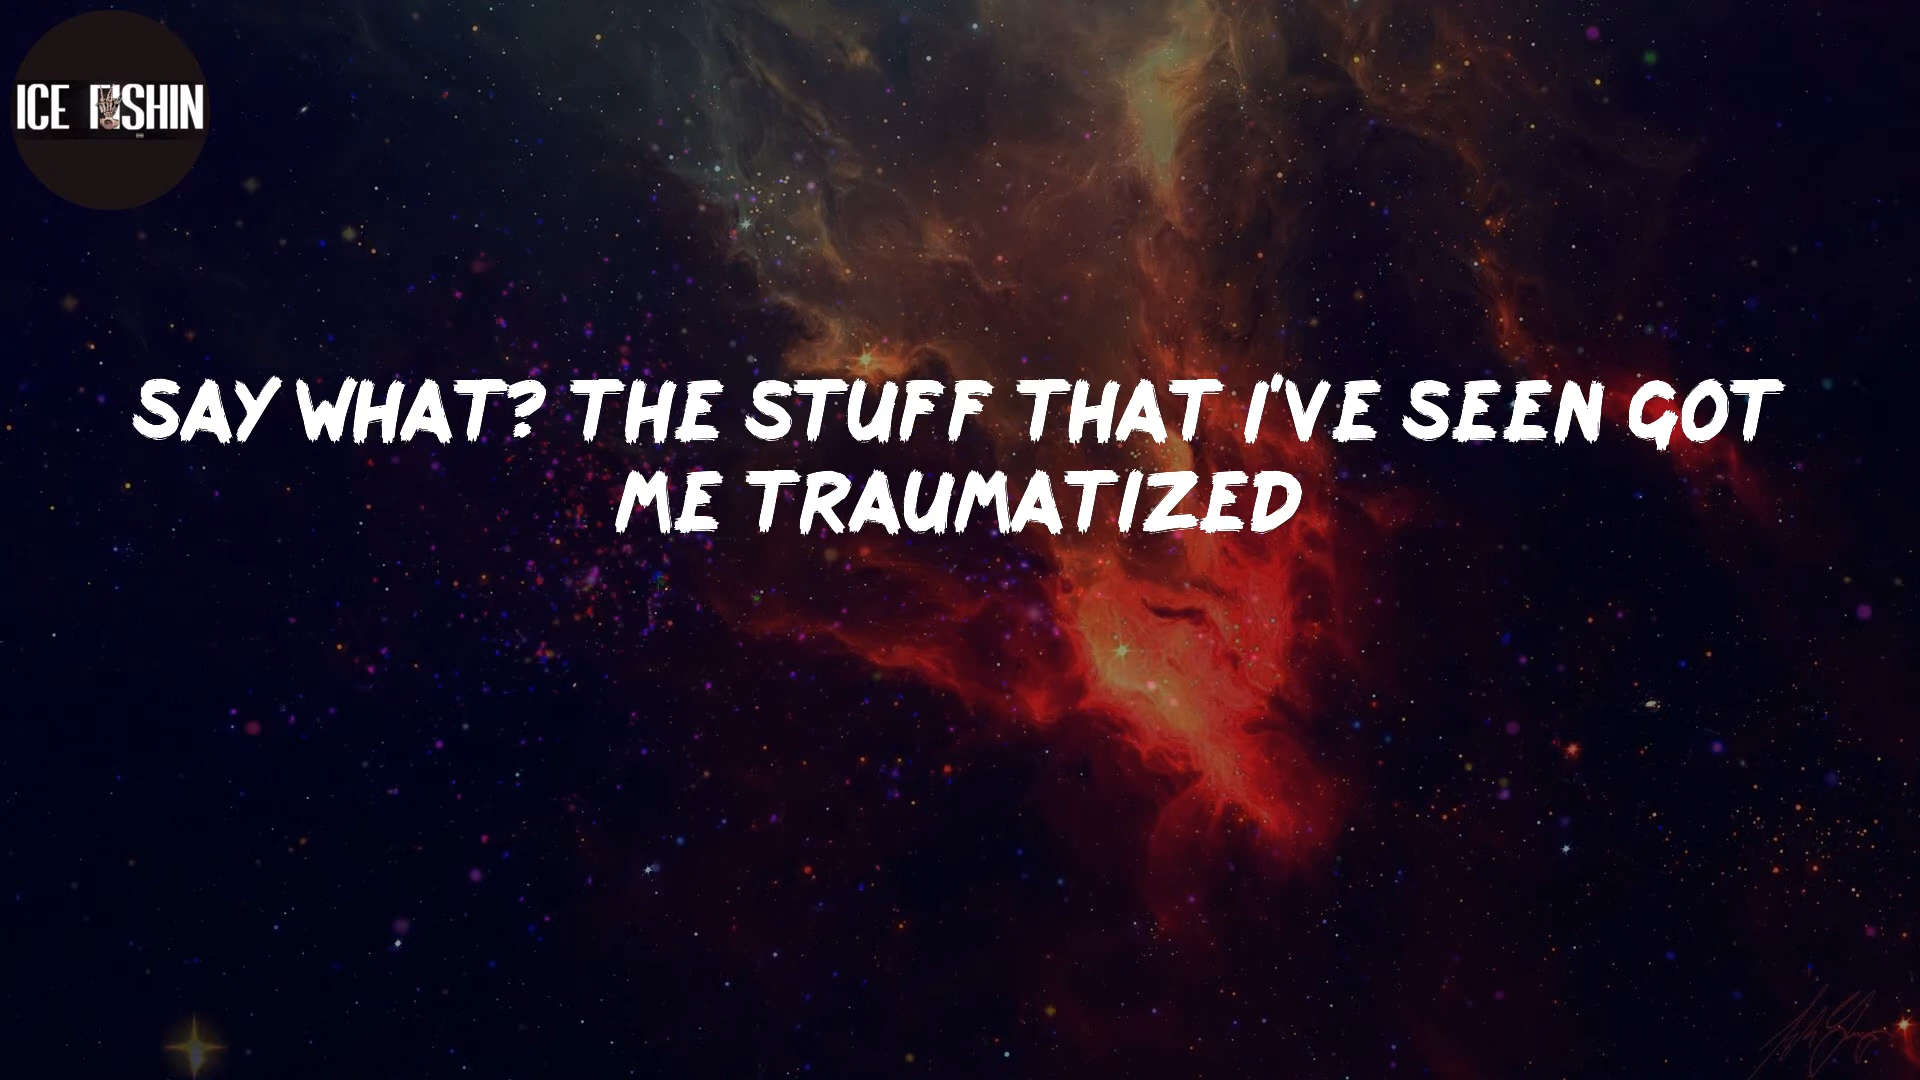 ICE FISHIN
SAY WHAT? THE STUFF THAT I'VE SEEN GOT
ME TRAUMATIZED